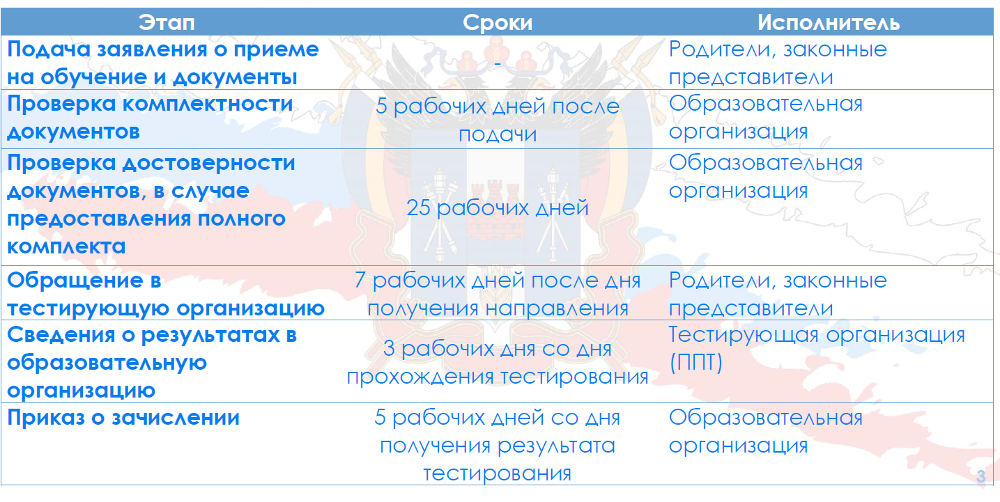 Этап Сроки Исполнитель
Подача заявления о приеме
на обучение и документы
-
Родители, законные
представители
Проверка комплектности
документов
5 рабочих дней после
подачи
Образовательная
организация
Проверка достоверности
документов, в случае
предоставления полного
комплекта
25 рабочих дней
Образовательная
организация
Обращение в
тестирующую организацию
7 рабочих дней после дня
получения направления
Родители, законные
представители
Сведения о результатах в
образовательную
организацию
3 рабочих дня со дня
прохождения тестирования
Тестирующая организация
(ППТ)
Приказ о зачислении
5 рабочих дней со дня
получения результата
тестирования
Образовательная
организация
3